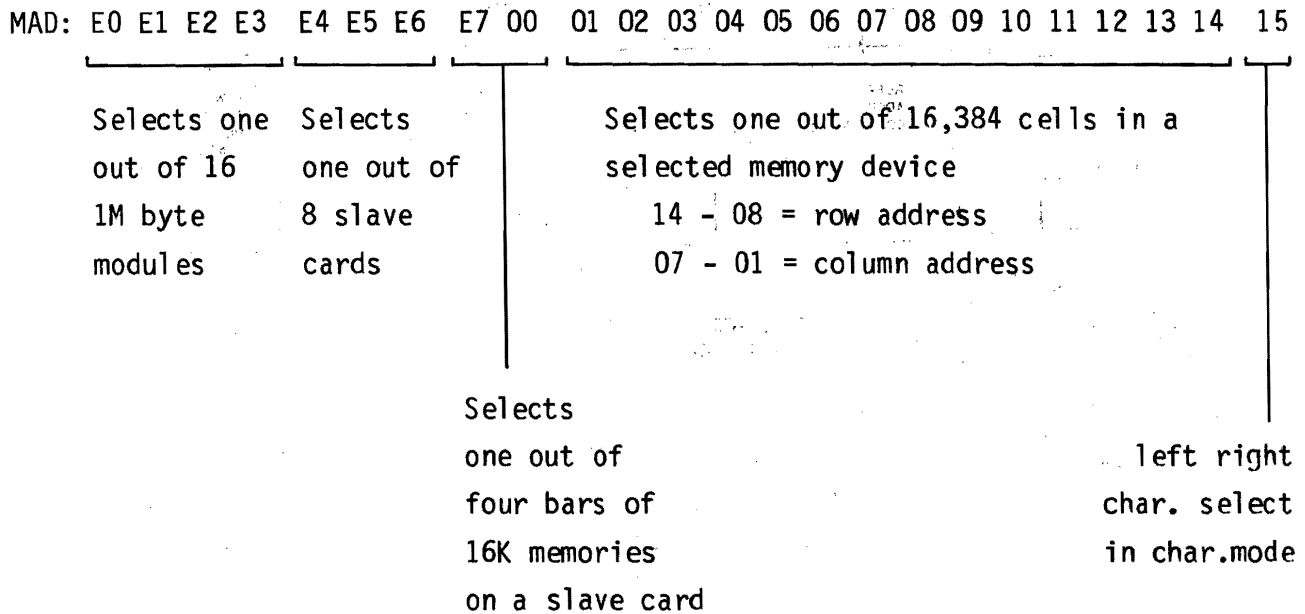 MAD: E0 E1 E2 E3 E4 E5 E6 E7 00 01 02 03 04 05 06 07 08 09 10 11 12 13 14 15
Selects one
out of 16
1M byte
modules
Selects
one out of
8 slave
cards
Selects one out of 16,384 cells in a
selected memory device
14 - 08 = row address
07 - 01 = column address
Selects
one out of
four bars of
16K memories
on a slave card
left right
char. select
in char.mode